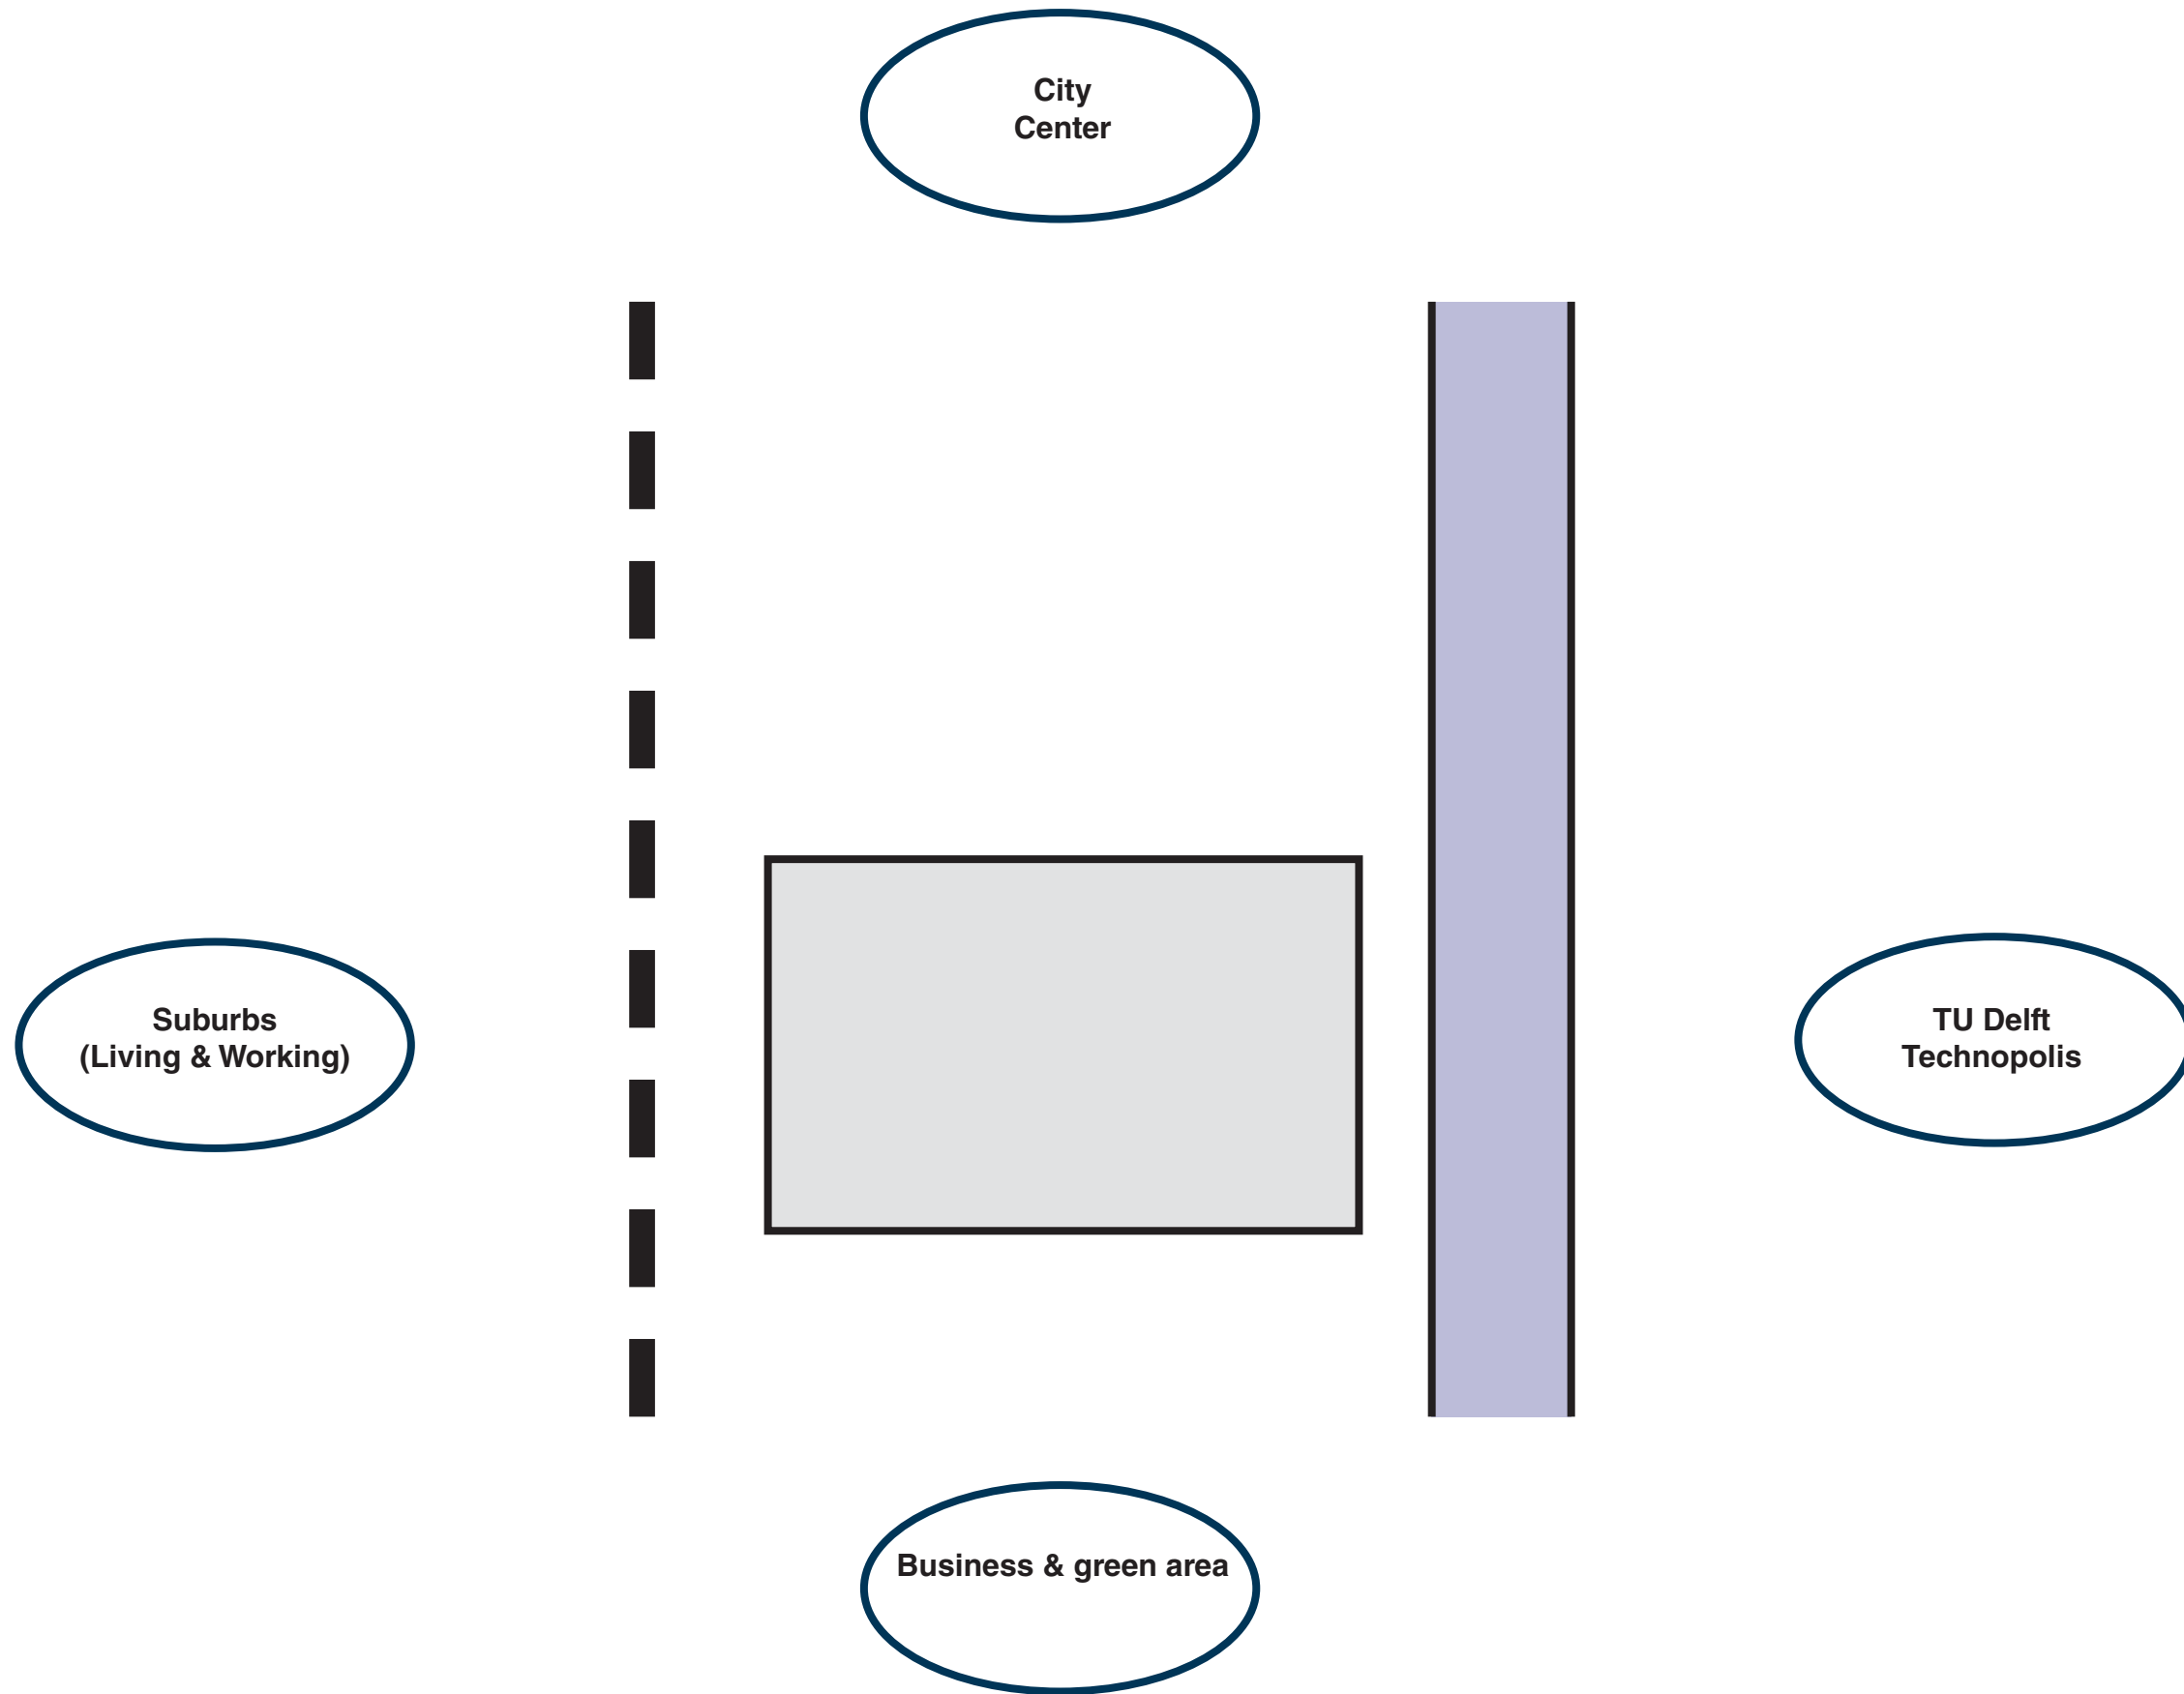 City
Center
Suburbs
(Living & Working)
TU Delft
Technopolis
Business & green area